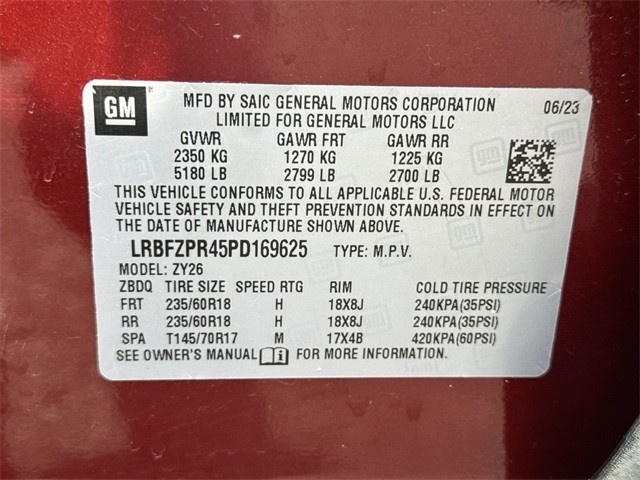 GM
MFD BY SAIC GENERAL MOTORS CORPORATION 06/23
LIMITED FOR GENERAL MOTORS LLC
GVWR GAWR FRT GAWR RR
2350 KG 1270 KG 1225 KG
5180 LB 2799 LB 2700 LB
THIS VEHICLE CONFORMS TO ALL APPLICABLE U.S. FEDERAL MOTOR
VEHICLE SAFETY AND THEFT PREVENTION STANDARDS IN EFFECT ON
THE DATE OF MANUFACTURE SHOWN ABOVE.
LRBFZPR45PD169625 TYPE: M.P.V.
MODEL: ZY26
ZBDQ TIRE SIZE SPEED RTG RIM COLD TIRE PRESSURE
FRT 235/60R18 H 18X8J 240KPA(35PSI)
RR 235/60R18 H 18X8J 240KPA(35PSI)
SPA T145/70R17 M 17X4B 420KPA(60PSI)
SEE OWNER'S MANUAL FOR MORE INFORMATION.